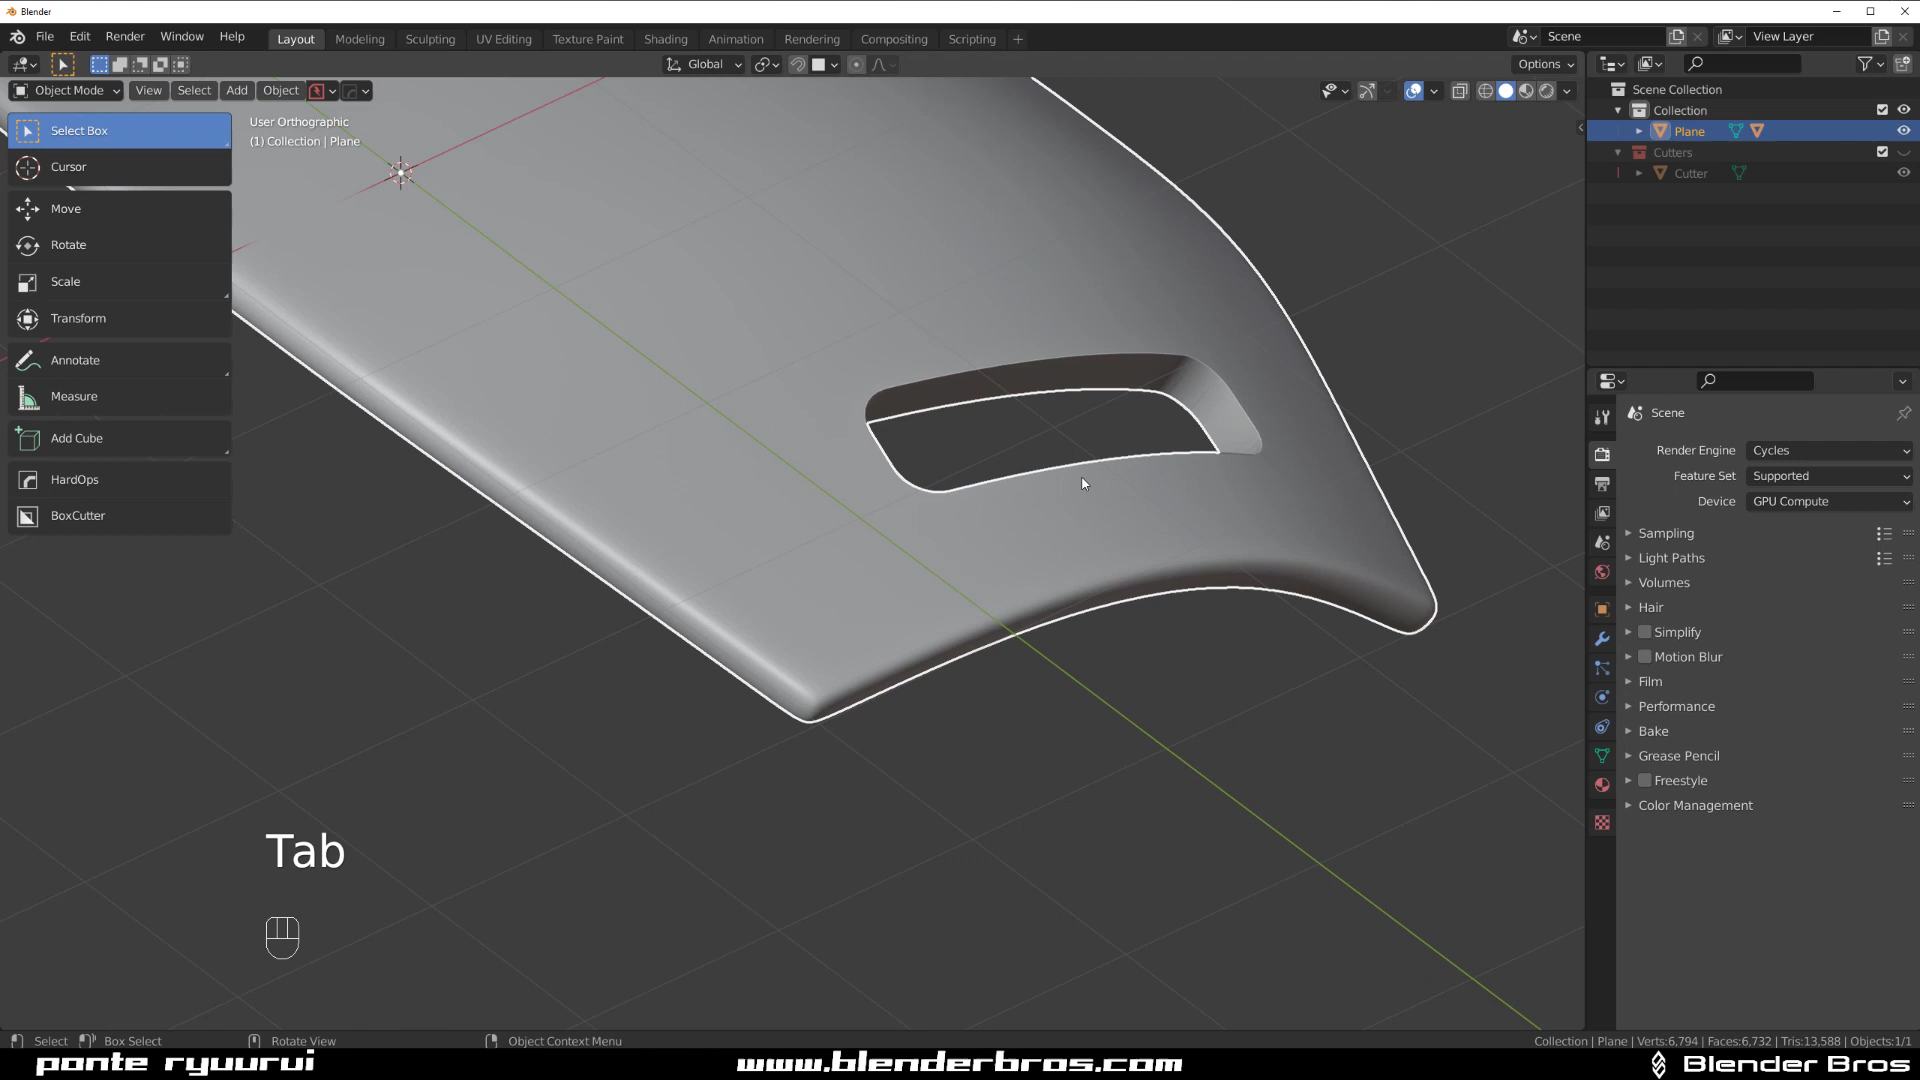 Blender
File Edit Render Window Help
Layout Modeling Sculpting UV Editing Texture Paint Shading Animation Rendering Compositing Scripting +
Scene
View Layer
Global
Options
Object Mode View Select Add Object
User Orthographic
(1) Collection | Plane
Select Box
Cursor
Move
Rotate
Scale
Transform
Annotate
Measure
Add Cube
HardOps
BoxCutter
Scene Collection
Collection
Plane
Cutters
Cutter
Scene
Render Engine Cycles
Feature Set Supported
Device GPU Compute
Sampling
Light Paths
Volumes
Hair
Simplify
Motion Blur
Film
Performance
Bake
Grease Pencil
Freestyle
Color Management
Tab
Select Box Select Rotate View Object Context Menu
Collection | Plane | Verts:6,794 | Faces:6,732 | Tris:13,588 | Objects:1/1
ponte ryuurui
www.blenderbros.com
Blender Bros